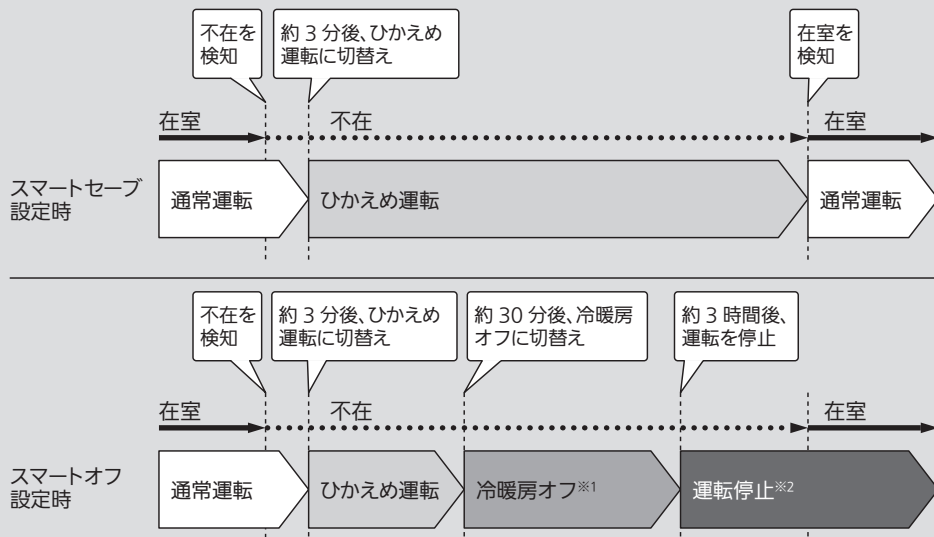 不在を
検知
約 3 分後、ひかえめ
運転に切替え
在室を
検知
在室
不在
在室
スマートセーブ
設定時
通常運転
ひかえめ運転
通常運転
不在を
検知
約 3 分後、ひかえめ
運転に切替え
約 30 分後、冷暖房
オフに切替え
約 3 時間後、
運転を停止
在室
不在
在室
スマートオフ
設定時
通常運転
ひかえめ運転
冷暖房オフ※1
運転停止※2